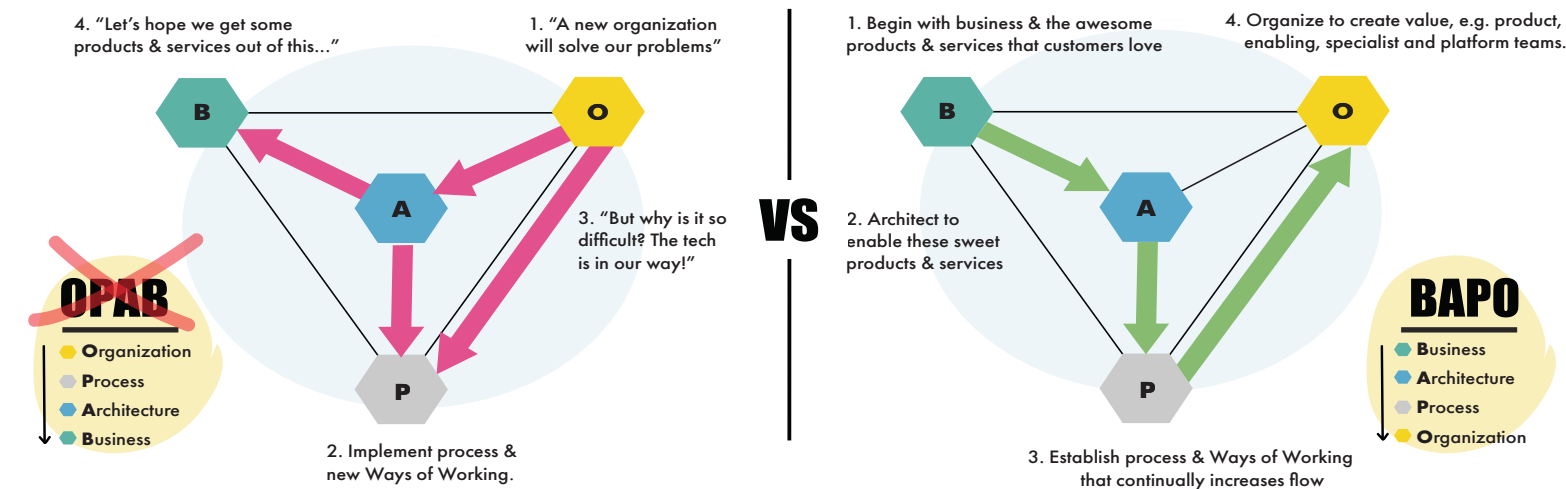 4. “Let’s hope we get some
products & services out of this...”
1. “A new organization
will solve our problems”
B
O
A
3. “But why is it so
difficult? The tech
is in our way!”
P
2. Implement process &
new Ways of Working.
OPAB
Organization
Process
Architecture
Business
VS
1. Begin with business & the awesome
products & services that customers love
4. Organize to create value, e.g. product,
enabling, specialist and platform teams.
B
O
A
2. Architect to
enable these sweet
products & services
P
3. Establish process & Ways of Working
that continually increases flow
BAPO
Business
Architecture
Process
Organization